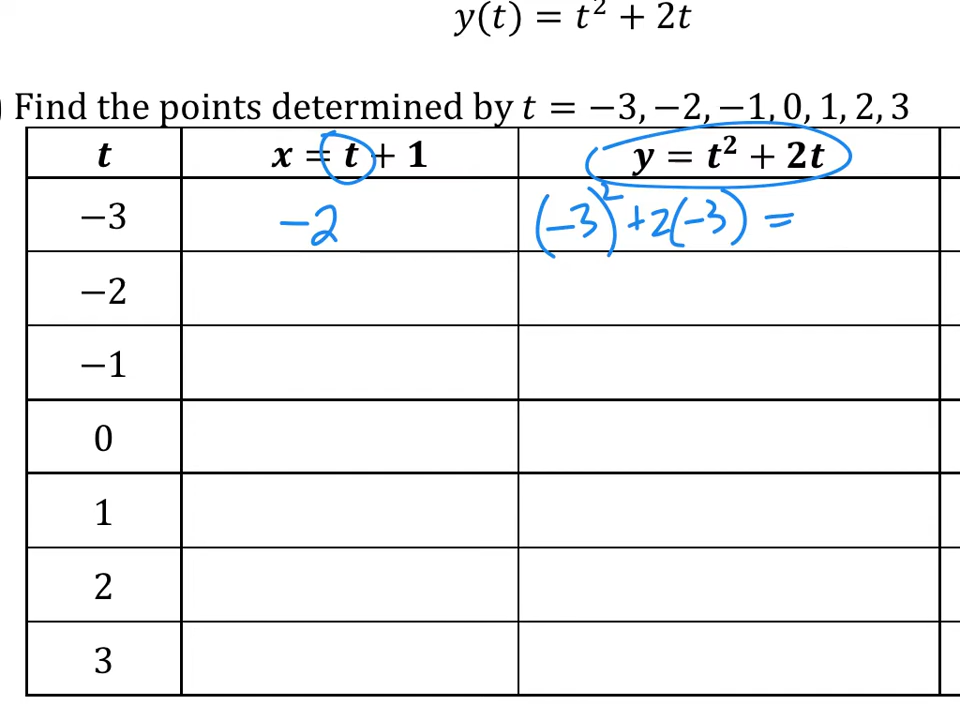 y(t) = t² + 2t
) Find the points determined by t = −3, −2, −1, 0, 1, 2, 3
t x = t + 1 y = t² + 2t
−3 −2 (−3)² + 2(−3) =
−2
−1
0
1
2
3